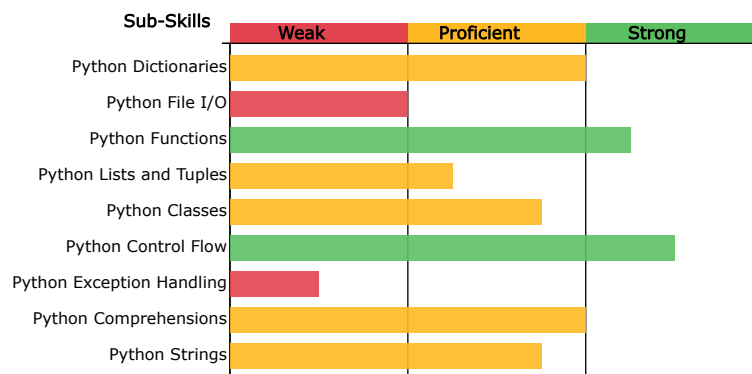 Sub-Skills
Weak Proficient Strong
Python Dictionaries
Python File I/O
Python Functions
Python Lists and Tuples
Python Classes
Python Control Flow
Python Exception Handling
Python Comprehensions
Python Strings